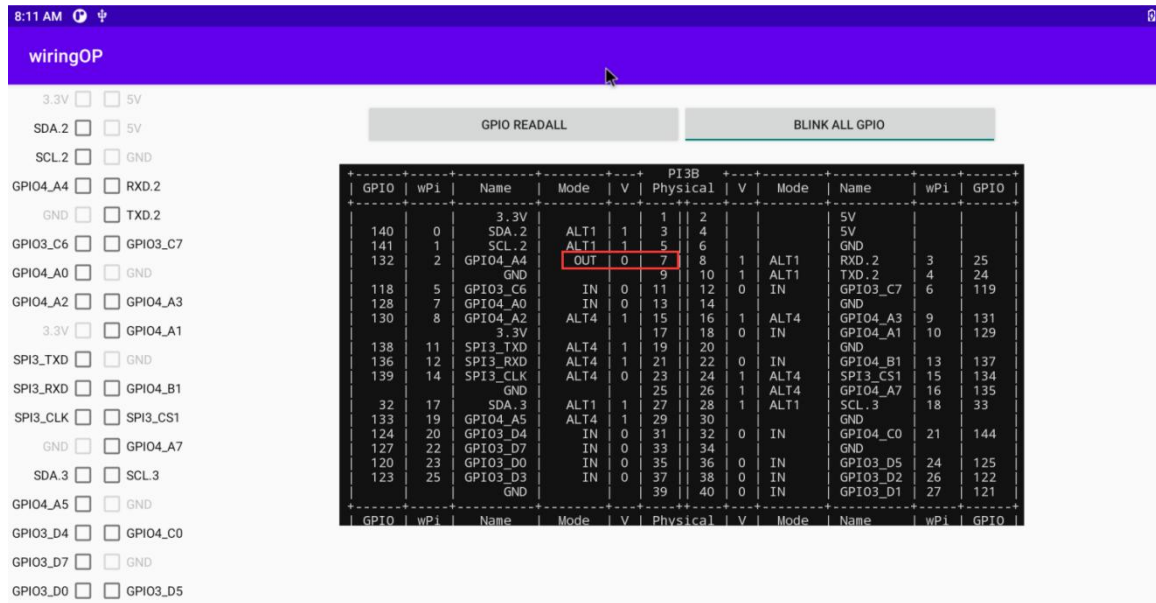 8:11 AM
wiringOP
3.3V 5V
SDA.2 5V
SCL.2 GND
GPIO4_A4 RXD.2
GND TXD.2
GPIO3_C6 GPIO3_C7
GPIO4_A0 GND
GPIO4_A2 GPIO4_A3
3.3V GPIO4_A1
SPI3_TXD GND
SPI3_RXD GPIO4_B1
SPI3_CLK SPI3_CS1
GND GPIO4_A7
SDA.3 SCL.3
GPIO4_A5 GND
GPIO3_D4 GPIO4_C0
GPIO3_D7 GND
GPIO3_D0 GPIO3_D5
GPIO READALL BLINK ALL GPIO
+------+-----+----------+--------+---+ PI3B +---+--------+----------+-----+------+
| GPIO | wPi | Name | Mode | V | Physical | V | Mode | Name | wPi | GPIO |
+------+-----+----------+--------+---+----++----+---+--------+----------+-----+------+
| | | 3.3V | | | 1 || 2 | | | 5V | | |
| 140 | 0 | SDA.2 | ALT1 | 1 | 3 || 4 | | | 5V | | |
| 141 | 1 | SCL.2 | ALT1 | 1 | 5 || 6 | | | GND | | |
| 132 | 2 | GPIO4_A4 | OUT | 0 | 7 || 8 | 1 | ALT1 | RXD.2 | 3 | 25 |
| | | GND | | | 9 || 10 | 1 | ALT1 | TXD.2 | 4 | 24 |
| 118 | 5 | GPIO3_C6 | IN | 0 | 11 || 12 | 0 | IN | GPIO3_C7 | 6 | 119 |
| 128 | 7 | GPIO4_A0 | IN | 0 | 13 || 14 | | | GND | | |
| 130 | 8 | GPIO4_A2 | ALT4 | 1 | 15 || 16 | 1 | ALT4 | GPIO4_A3 | 9 | 131 |
| | | 3.3V | | | 17 || 18 | 0 | IN | GPIO4_A1 | 10 | 129 |
| 138 | 11 | SPI3_TXD | ALT4 | 1 | 19 || 20 | | | GND | | |
| 136 | 12 | SPI3_RXD | ALT4 | 1 | 21 || 22 | 0 | IN | GPIO4_B1 | 13 | 137 |
| 139 | 14 | SPI3_CLK | ALT4 | 0 | 23 || 24 | 1 | ALT4 | SPI3_CS1 | 15 | 134 |
| | | GND | | | 25 || 26 | 1 | ALT4 | GPIO4_A7 | 16 | 135 |
| 32 | 17 | SDA.3 | ALT1 | 1 | 27 || 28 | 1 | ALT1 | SCL.3 | 18 | 33 |
| 133 | 19 | GPIO4_A5 | ALT4 | 1 | 29 || 30 | | | GND | | |
| 124 | 20 | GPIO3_D4 | IN | 0 | 31 || 32 | 0 | IN | GPIO4_C0 | 21 | 144 |
| 127 | 22 | GPIO3_D7 | IN | 0 | 33 || 34 | | | GND | | |
| 120 | 23 | GPIO3_D0 | IN | 0 | 35 || 36 | 0 | IN | GPIO3_D5 | 24 | 125 |
| 123 | 25 | GPIO3_D3 | IN | 0 | 37 || 38 | 0 | IN | GPIO3_D2 | 26 | 122 |
| | | GND | | | 39 || 40 | 0 | IN | GPIO3_D1 | 27 | 121 |
+------+-----+----------+--------+---+----++----+---+--------+----------+-----+------+
| GPIO | wPi | Name | Mode | V | Physical | V | Mode | Name | wPi | GPIO |